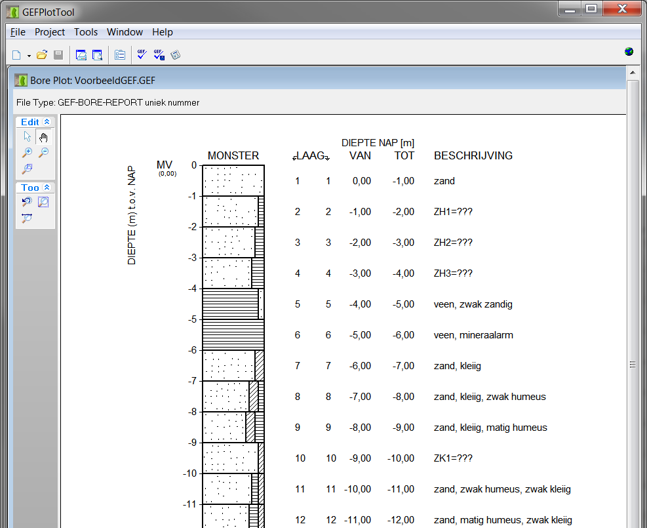 GEFPlotTool
File Project Tools Window Help
Bore Plot: VoorbeeldGEF.GEF
File Type: GEF-BORE-REPORT uniek nummer
Edit
Too
DIEPTE (m) t.o.v. NAP
MV
(0.00)
DIEPTE NAP [m]
MONSTER LAAG VAN TOT BESCHRIJVING
0
1 1 0,00 -1,00 zand
-1
2 2 -1,00 -2,00 ZH1=???
-2
3 3 -2,00 -3,00 ZH2=???
-3
4 4 -3,00 -4,00 ZH3=???
-4
5 5 -4,00 -5,00 veen, zwak zandig
-5
6 6 -5,00 -6,00 veen, mineraalarm
-6
7 7 -6,00 -7,00 zand, kleiig
-7
8 8 -7,00 -8,00 zand, kleiig, zwak humeus
-8
9 9 -8,00 -9,00 zand, kleiig, matig humeus
-9
10 10 -9,00 -10,00 ZK1=???
-10
11 11 -10,00 -11,00 zand, zwak humeus, zwak kleiig
-11
12 12 -11,00 -12,00 zand, matig humeus, zwak kleiig